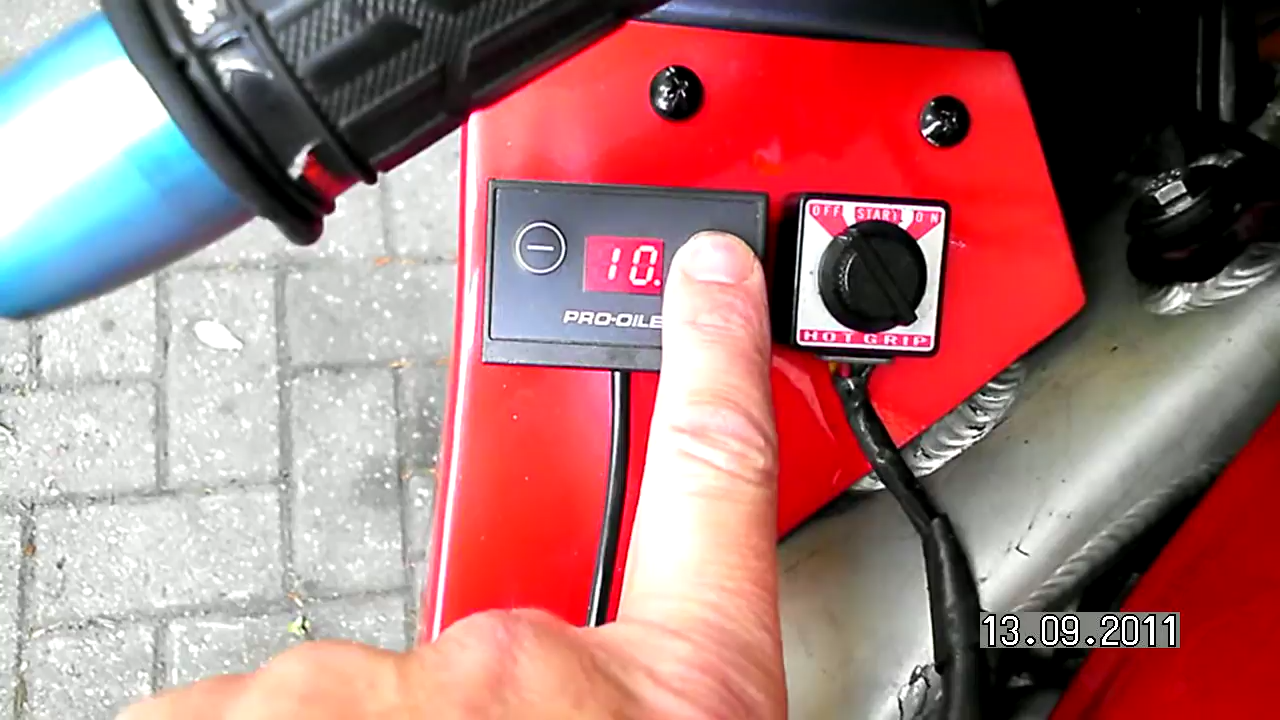 OFF START ON
10.
PRO-OILE
HOT GRIP
13.09.2011